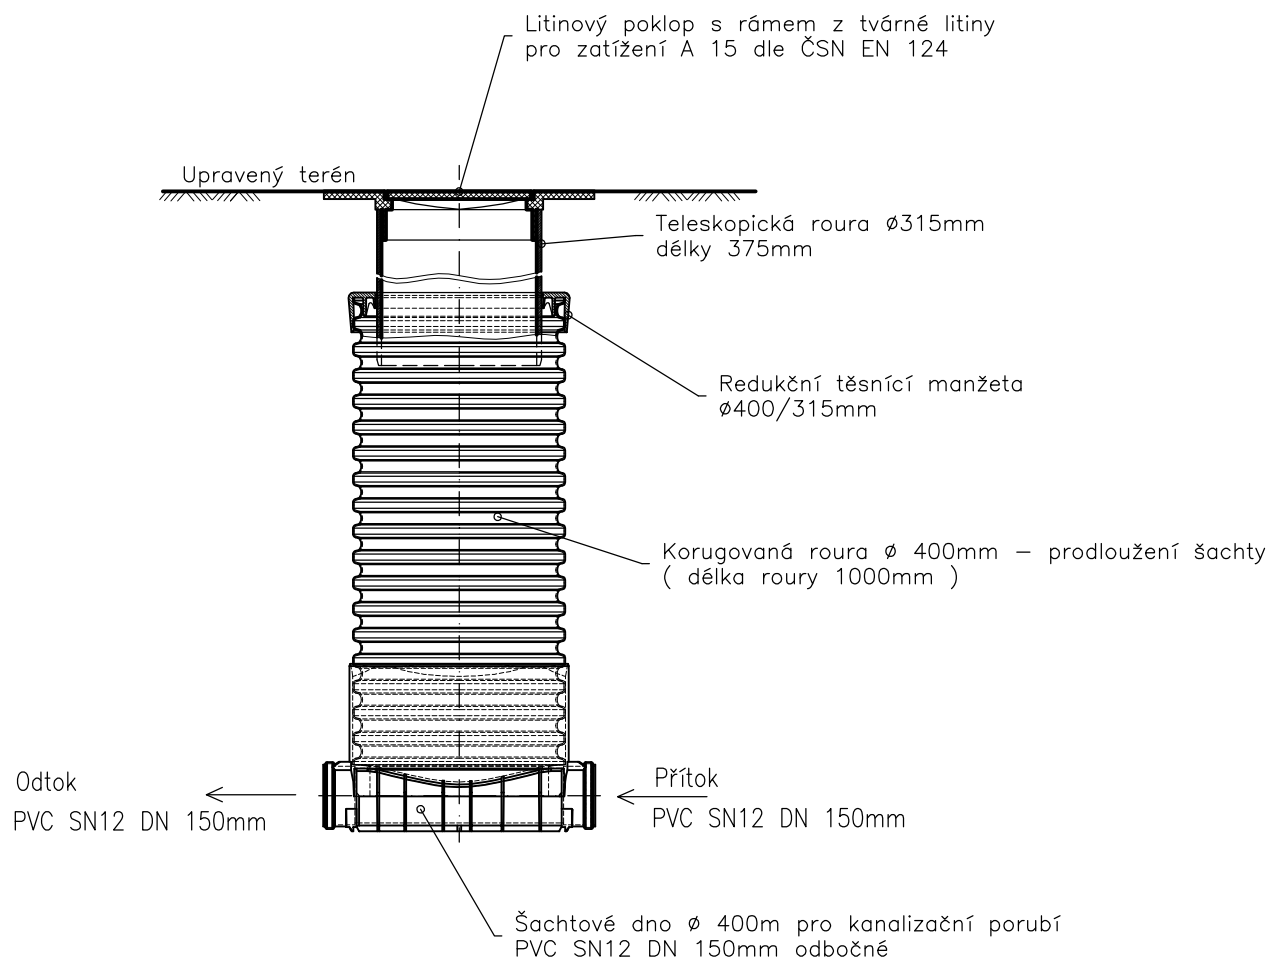 Litinový poklop s rámem z tvárné litiny
pro zatížení A 15 dle ČSN EN 124
Upravený terén
Teleskopická roura ø315mm
délky 375mm
Redukční těsnící manžeta
ø400/315mm
Korugovaná roura ø 400mm – prodloužení šachty
( délka roury 1000mm )
Odtok
PVC SN12 DN 150mm
Přítok
PVC SN12 DN 150mm
Šachtové dno ø 400m pro kanalizační porubí
PVC SN12 DN 150mm odbočné